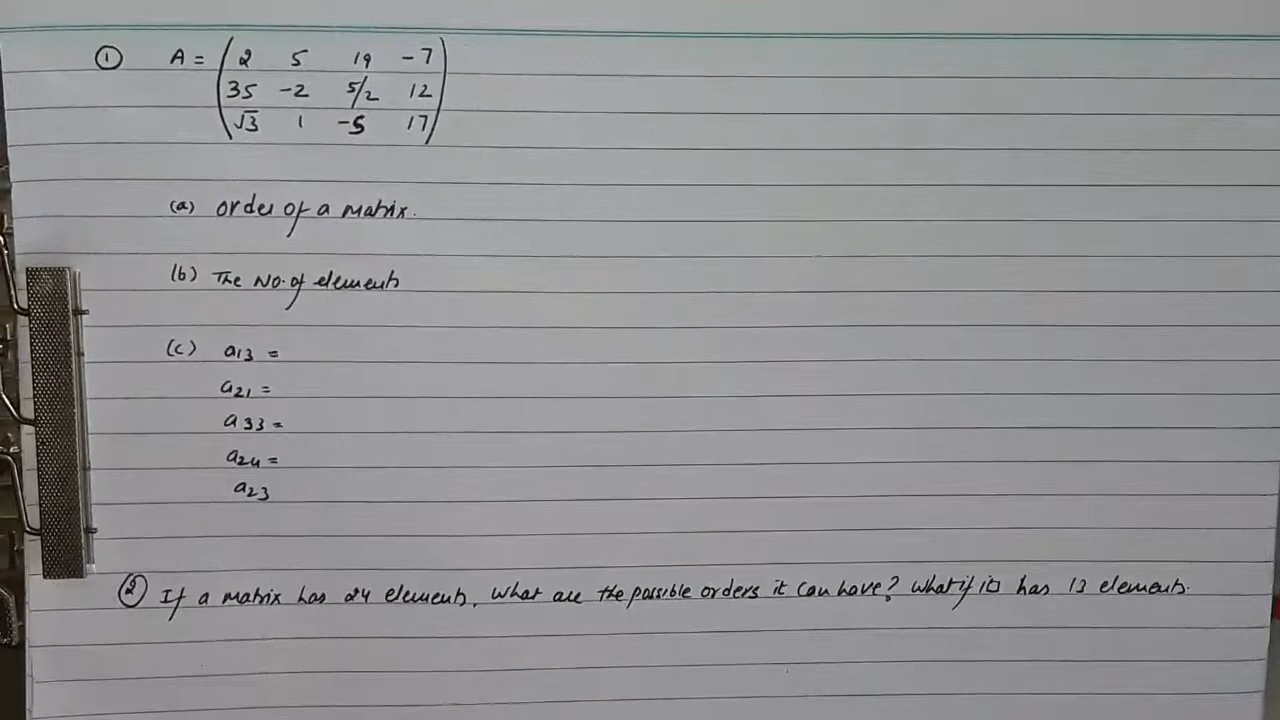 ① A = ( 2 5 19 -7
35 -2 5/2 12
√3 1 -5 17 )
(a) order of a matrix.
(b) The No. of elements
(c) a13 =
a21 =
a33 =
a24 =
a23
② If a matrix has 24 elements, what are the possible orders it can have? What if it has 13 elements.